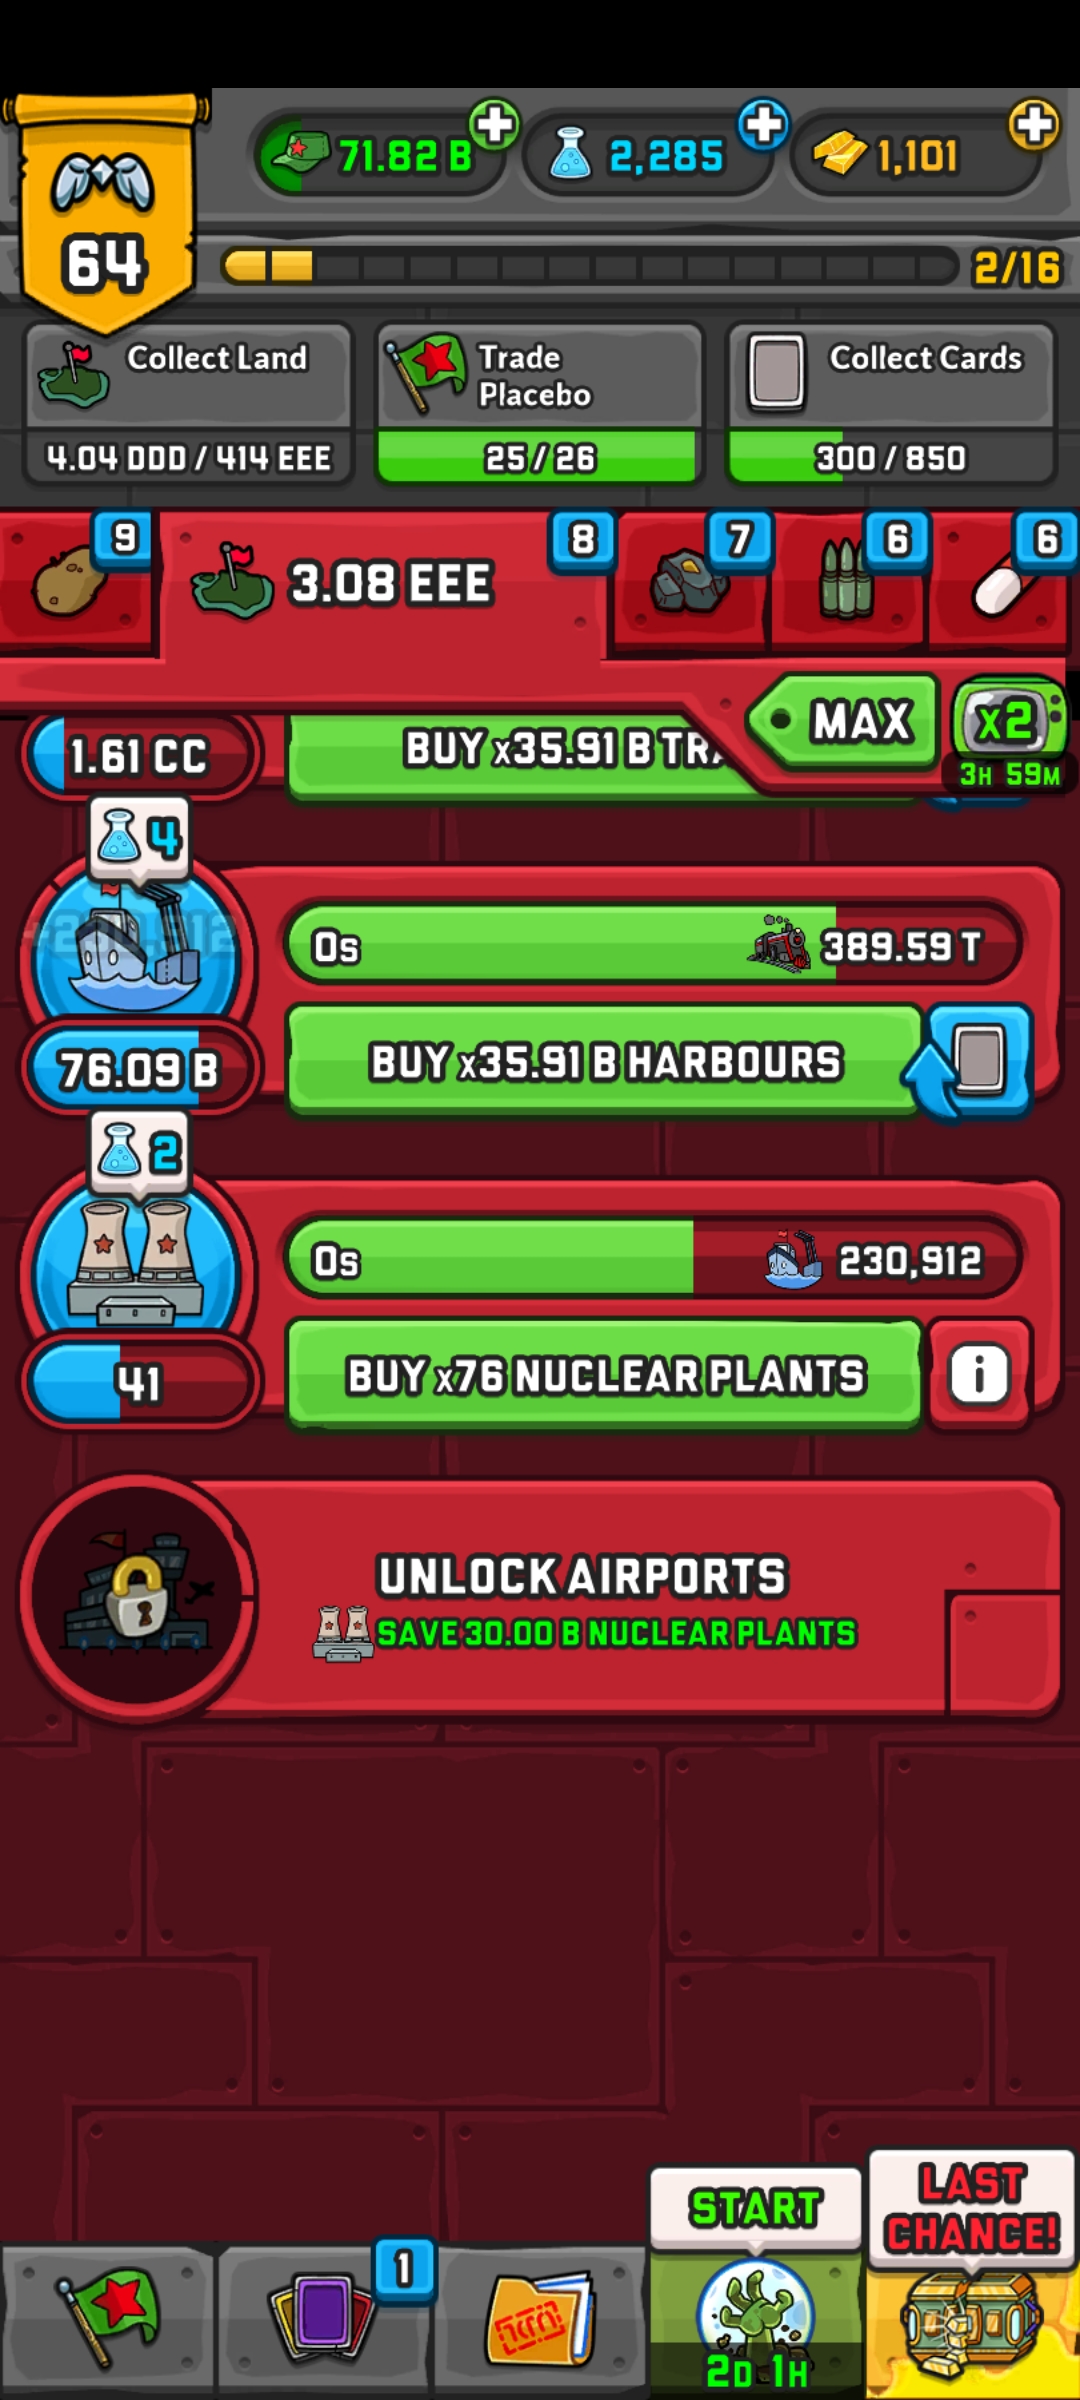 71.82 B
2,285
1,101
64
2/16
Collect Land
4.04 DDD / 414 EEE
Trade
Placebo
25 / 26
Collect Cards
300 / 850
9
3.08 EEE
8
7
6
6
MAX
x2
3H 59M
1.61 CC
BUY x35.91 B TRA
4
0s
389.59 T
76.09 B
BUY x35.91 B HARBOURS
2
0s
230,912
41
BUY x76 NUCLEAR PLANTS
i
UNLOCK AIRPORTS
SAVE 30.00 B NUCLEAR PLANTS
1
START
2D 1H
LAST
CHANCE!